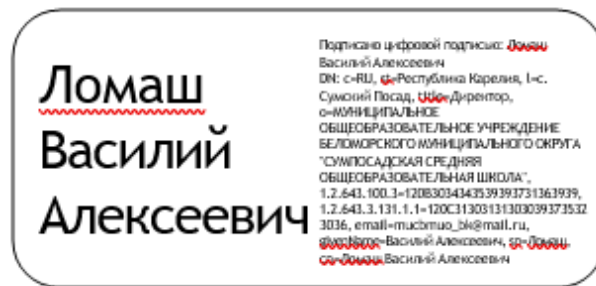 Ломаш
Василий
Алексеевич
Подписано цифровой подписью: Ломаш
Василий Алексеевич
DN: c=RU, st=Республика Карелия, l=с.
Сумский Посад, title=Директор,
o=МУНИЦИПАЛЬНОЕ
ОБЩЕОБРАЗОВАТЕЛЬНОЕ УЧРЕЖДЕНИЕ
БЕЛОМОРСКОГО МУНИЦИПАЛЬНОГО ОКРУГА
"СУМПОСАДСКАЯ СРЕДНЯЯ
ОБЩЕОБРАЗОВАТЕЛЬНАЯ ШКОЛА",
1.2.643.100.3=120B3034343539393731363939,
1.2.643.3.131.1.1=120C31303131303039373532
3036, email=mucbmuo_bk@mail.ru,
givenName=Василий Алексеевич, sn=Ломаш,
cn=Ломаш Василий Алексеевич